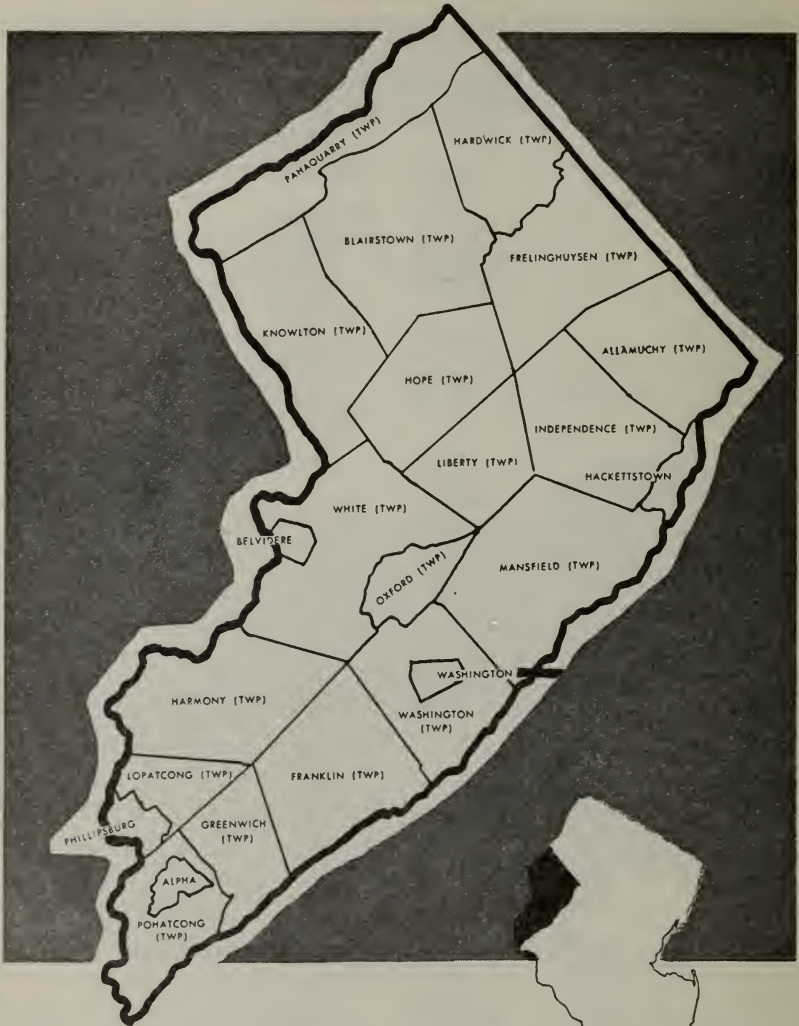 PAHAQUARRY (TWP)
HARDWICK (TWP)
BLAIRSTOWN (TWP)
FRELINGHUYSEN (TWP)
KNOWLTON (TWP)
ALLAMUCHY (TWP)
HOPE (TWP)
INDEPENDENCE (TWP)
LIBERTY (TWP)
HACKETTSTOWN
WHITE (TWP)
BELVIDERE
OXFORD (TWP)
MANSFIELD (TWP)
WASHINGTON
HARMONY (TWP)
WASHINGTON
(TWP)
LOPATCONG (TWP)
FRANKLIN (TWP)
PHILLIPSBURG
GREENWICH
(TWP)
ALPHA
POHATCONG
(TWP)